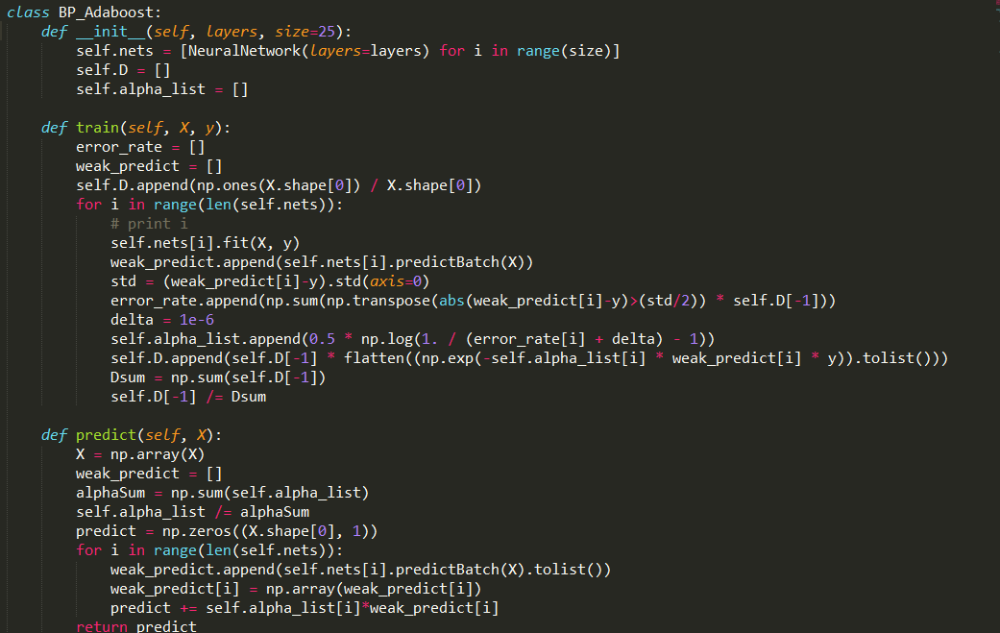 class BP_Adaboost:
    def __init__(self, layers, size=25):
        self.nets = [NeuralNetwork(layers=layers) for i in range(size)]
        self.D = []
        self.alpha_list = []

    def train(self, X, y):
        error_rate = []
        weak_predict = []
        self.D.append(np.ones(X.shape[0]) / X.shape[0])
        for i in range(len(self.nets)):
            # print i
            self.nets[i].fit(X, y)
            weak_predict.append(self.nets[i].predictBatch(X))
            std = (weak_predict[i]-y).std(axis=0)
            error_rate.append(np.sum(np.transpose(abs(weak_predict[i]-y)>(std/2)) * self.D[-1]))
            delta = 1e-6
            self.alpha_list.append(0.5 * np.log(1. / (error_rate[i] + delta) - 1))
            self.D.append(self.D[-1] * flatten((np.exp(-self.alpha_list[i] * weak_predict[i] * y)).tolist()))
            Dsum = np.sum(self.D[-1])
            self.D[-1] /= Dsum

    def predict(self, X):
        X = np.array(X)
        weak_predict = []
        alphaSum = np.sum(self.alpha_list)
        self.alpha_list /= alphaSum
        predict = np.zeros((X.shape[0], 1))
        for i in range(len(self.nets)):
            weak_predict.append(self.nets[i].predictBatch(X).tolist())
            weak_predict[i] = np.array(weak_predict[i])
            predict += self.alpha_list[i]*weak_predict[i]
        return predict